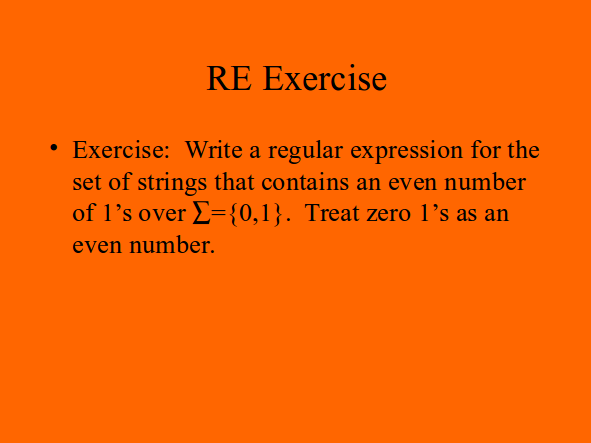 RE Exercise
• Exercise:  Write a regular expression for the
set of strings that contains an even number
of 1’s over Σ={0,1}.  Treat zero 1’s as an
even number.